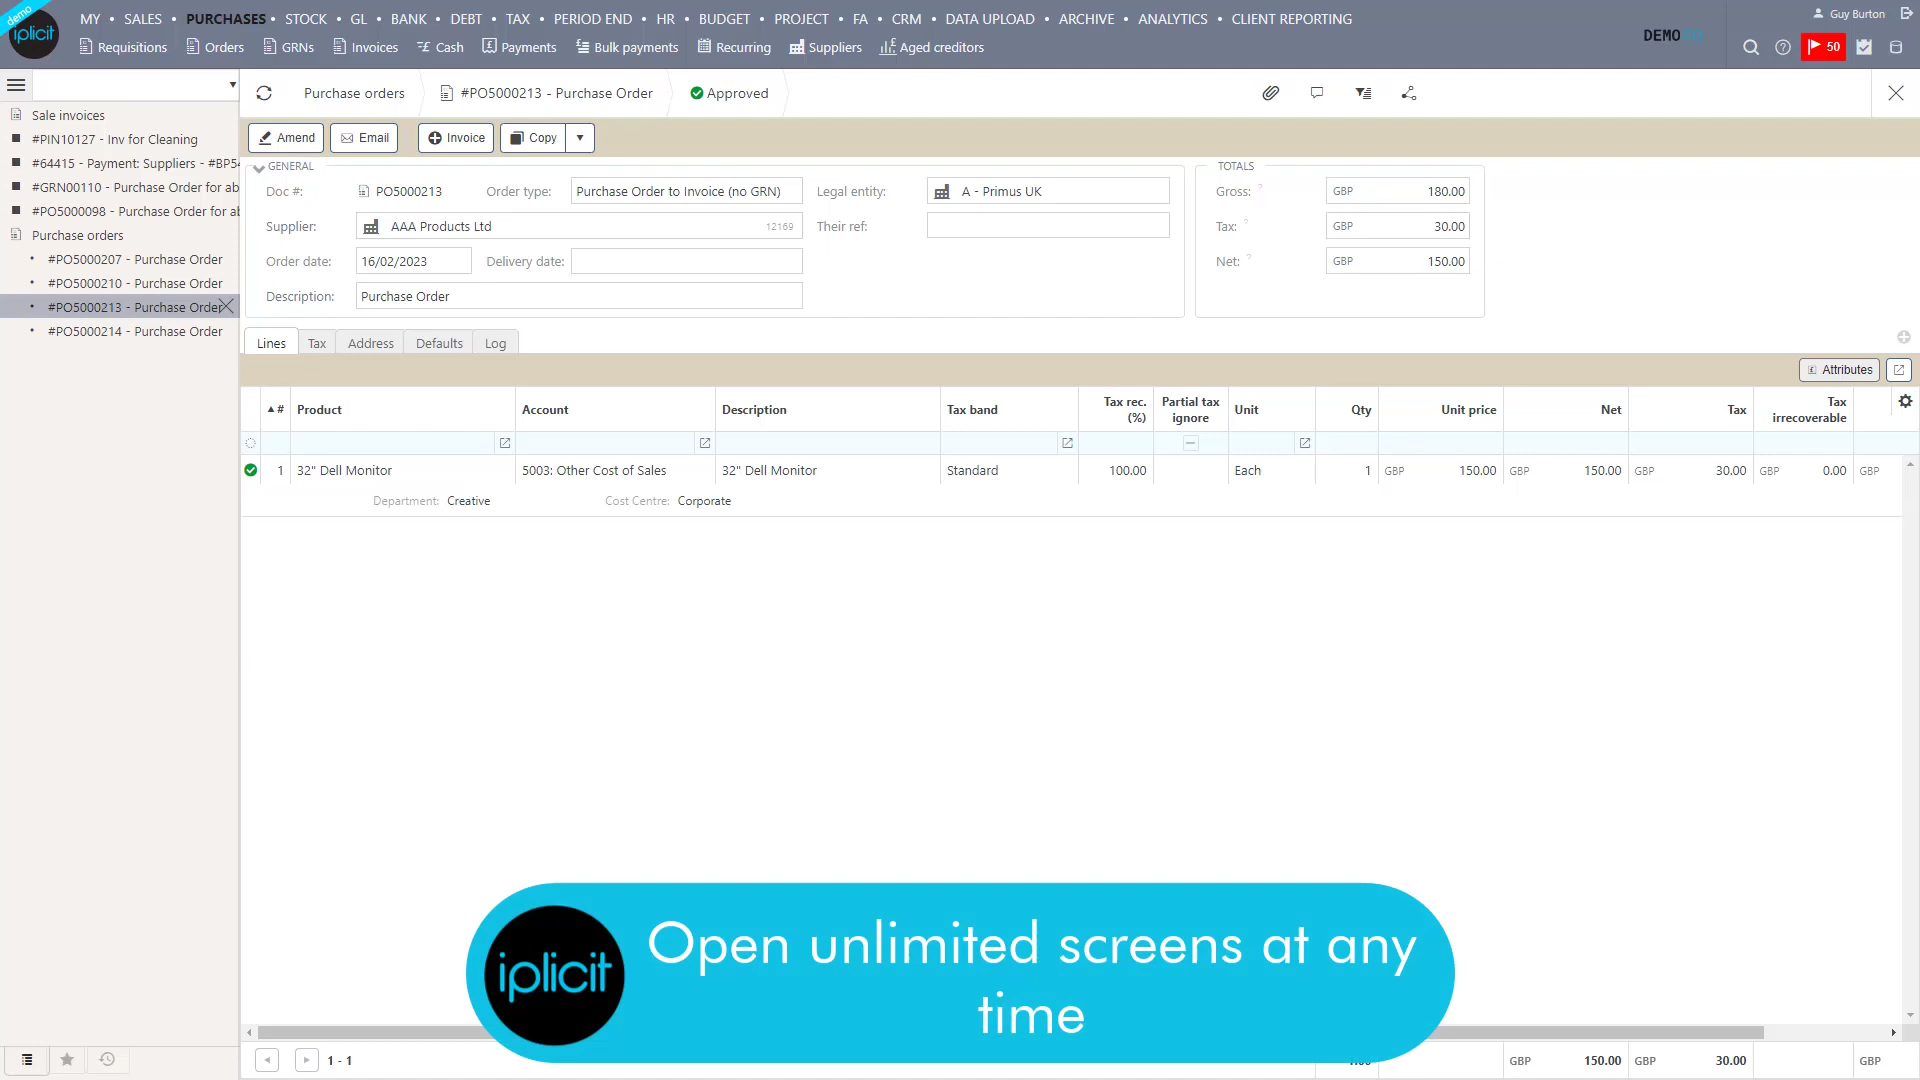 demo
iplicit
MY • SALES • PURCHASES • STOCK • GL • BANK • DEBT • TAX • PERIOD END • HR • BUDGET • PROJECT • FA • CRM • DATA UPLOAD • ARCHIVE • ANALYTICS • CLIENT REPORTING
Guy Burton
Requisitions Orders GRNs Invoices Cash Payments Bulk payments Recurring Suppliers Aged creditors
DEMO
50
Purchase orders #PO5000213 - Purchase Order Approved
Sale invoices
#PIN10127 - Inv for Cleaning
#64415 - Payment: Suppliers - #BP54
#GRN00110 - Purchase Order for ab
#PO5000098 - Purchase Order for ab
Purchase orders
#PO5000207 - Purchase Order
#PO5000210 - Purchase Order
#PO5000213 - Purchase Order
#PO5000214 - Purchase Order
Amend Email Invoice Copy
GENERAL
Doc #: PO5000213 Order type: Purchase Order to Invoice (no GRN) Legal entity: A - Primus UK
Supplier: AAA Products Ltd 12169 Their ref:
Order date: 16/02/2023 Delivery date:
Description: Purchase Order
TOTALS
Gross: ? GBP 180.00
Tax: ? GBP 30.00
Net: ? GBP 150.00
Lines Tax Address Defaults Log
Attributes
# Product Account Description Tax band Tax rec. (%) Partial tax ignore Unit Qty Unit price Net Tax Tax irrecoverable
1 32" Dell Monitor 5003: Other Cost of Sales 32" Dell Monitor Standard 100.00 Each 1 GBP 150.00 GBP 150.00 GBP 30.00 GBP 0.00 GBP
Department: Creative Cost Centre: Corporate
iplicit
Open unlimited screens at any
time
1 - 1 GBP 150.00 GBP 30.00 GBP